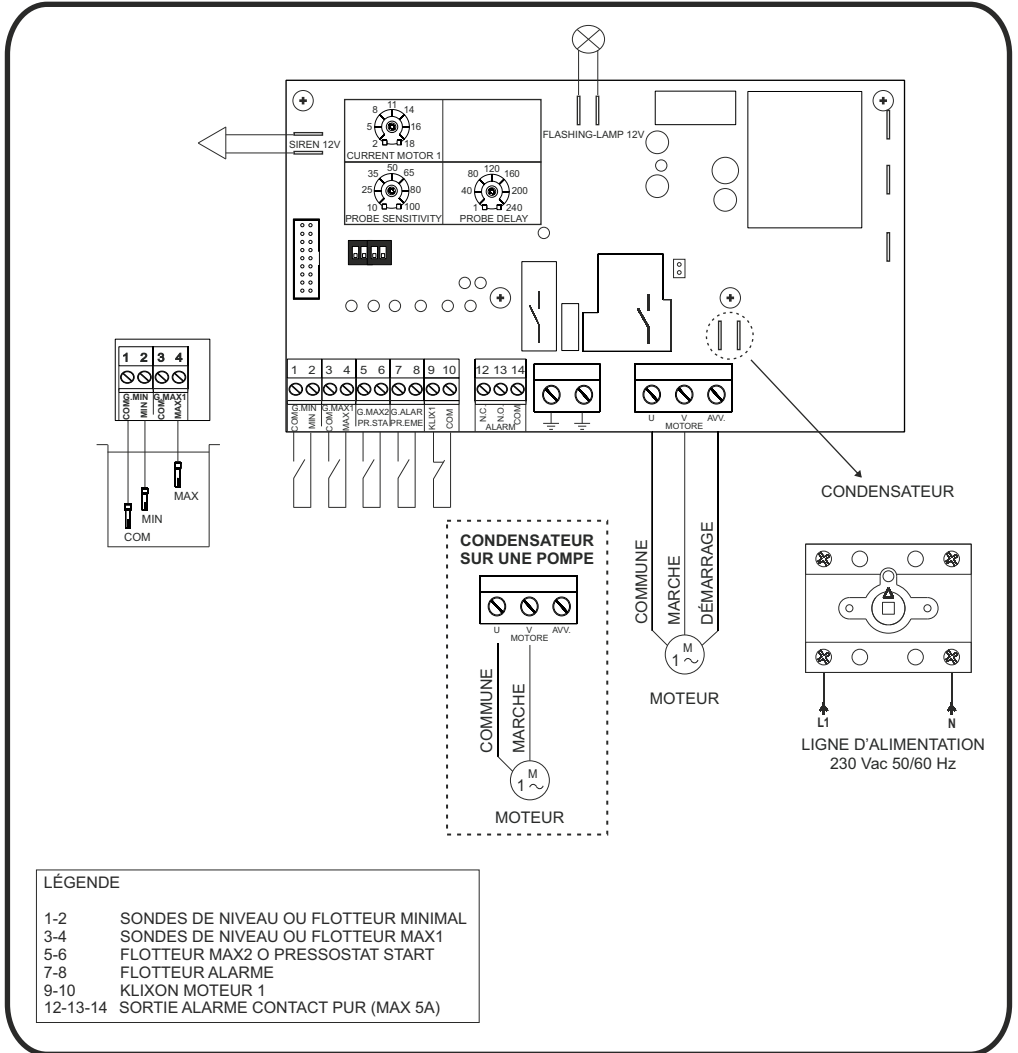 SIREN 12V
8 11 14
5 16
2 18
CURRENT MOTOR 1
35 50 65
25 80
10 100
PROBE SENSITIVITY
80 120 160
40 200
1 240
PROBE DELAY
FLASHING-LAMP 12V
1 2 3 4
G.MIN G.MAX1
COM MIN COM MAX1
MAX
MIN
COM
1 2 3 4 5 6 7 8 9 10
G.MIN G.MAX1 G.MAX2 G.ALAR
COM MIN COM MAX1 PR.STA PR.EME KLIX1 COM
12 13 14
N.C. N.O. COM
ALARM
U V AVV.
MOTORE
CONDENSATEUR
COMMUNE
MARCHE
DÉMARRAGE
M
1
MOTEUR
CONDENSATEUR
SUR UNE POMPE
U V AVV.
MOTORE
COMMUNE
MARCHE
M
1
MOTEUR
L1 N
LIGNE D'ALIMENTATION
230 Vac 50/60 Hz
LÉGENDE
1-2 SONDES DE NIVEAU OU FLOTTEUR MINIMAL
3-4 SONDES DE NIVEAU OU FLOTTEUR MAX1
5-6 FLOTTEUR MAX2 O PRESSOSTAT START
7-8 FLOTTEUR ALARME
9-10 KLIXON MOTEUR 1
12-13-14 SORTIE ALARME CONTACT PUR (MAX 5A)